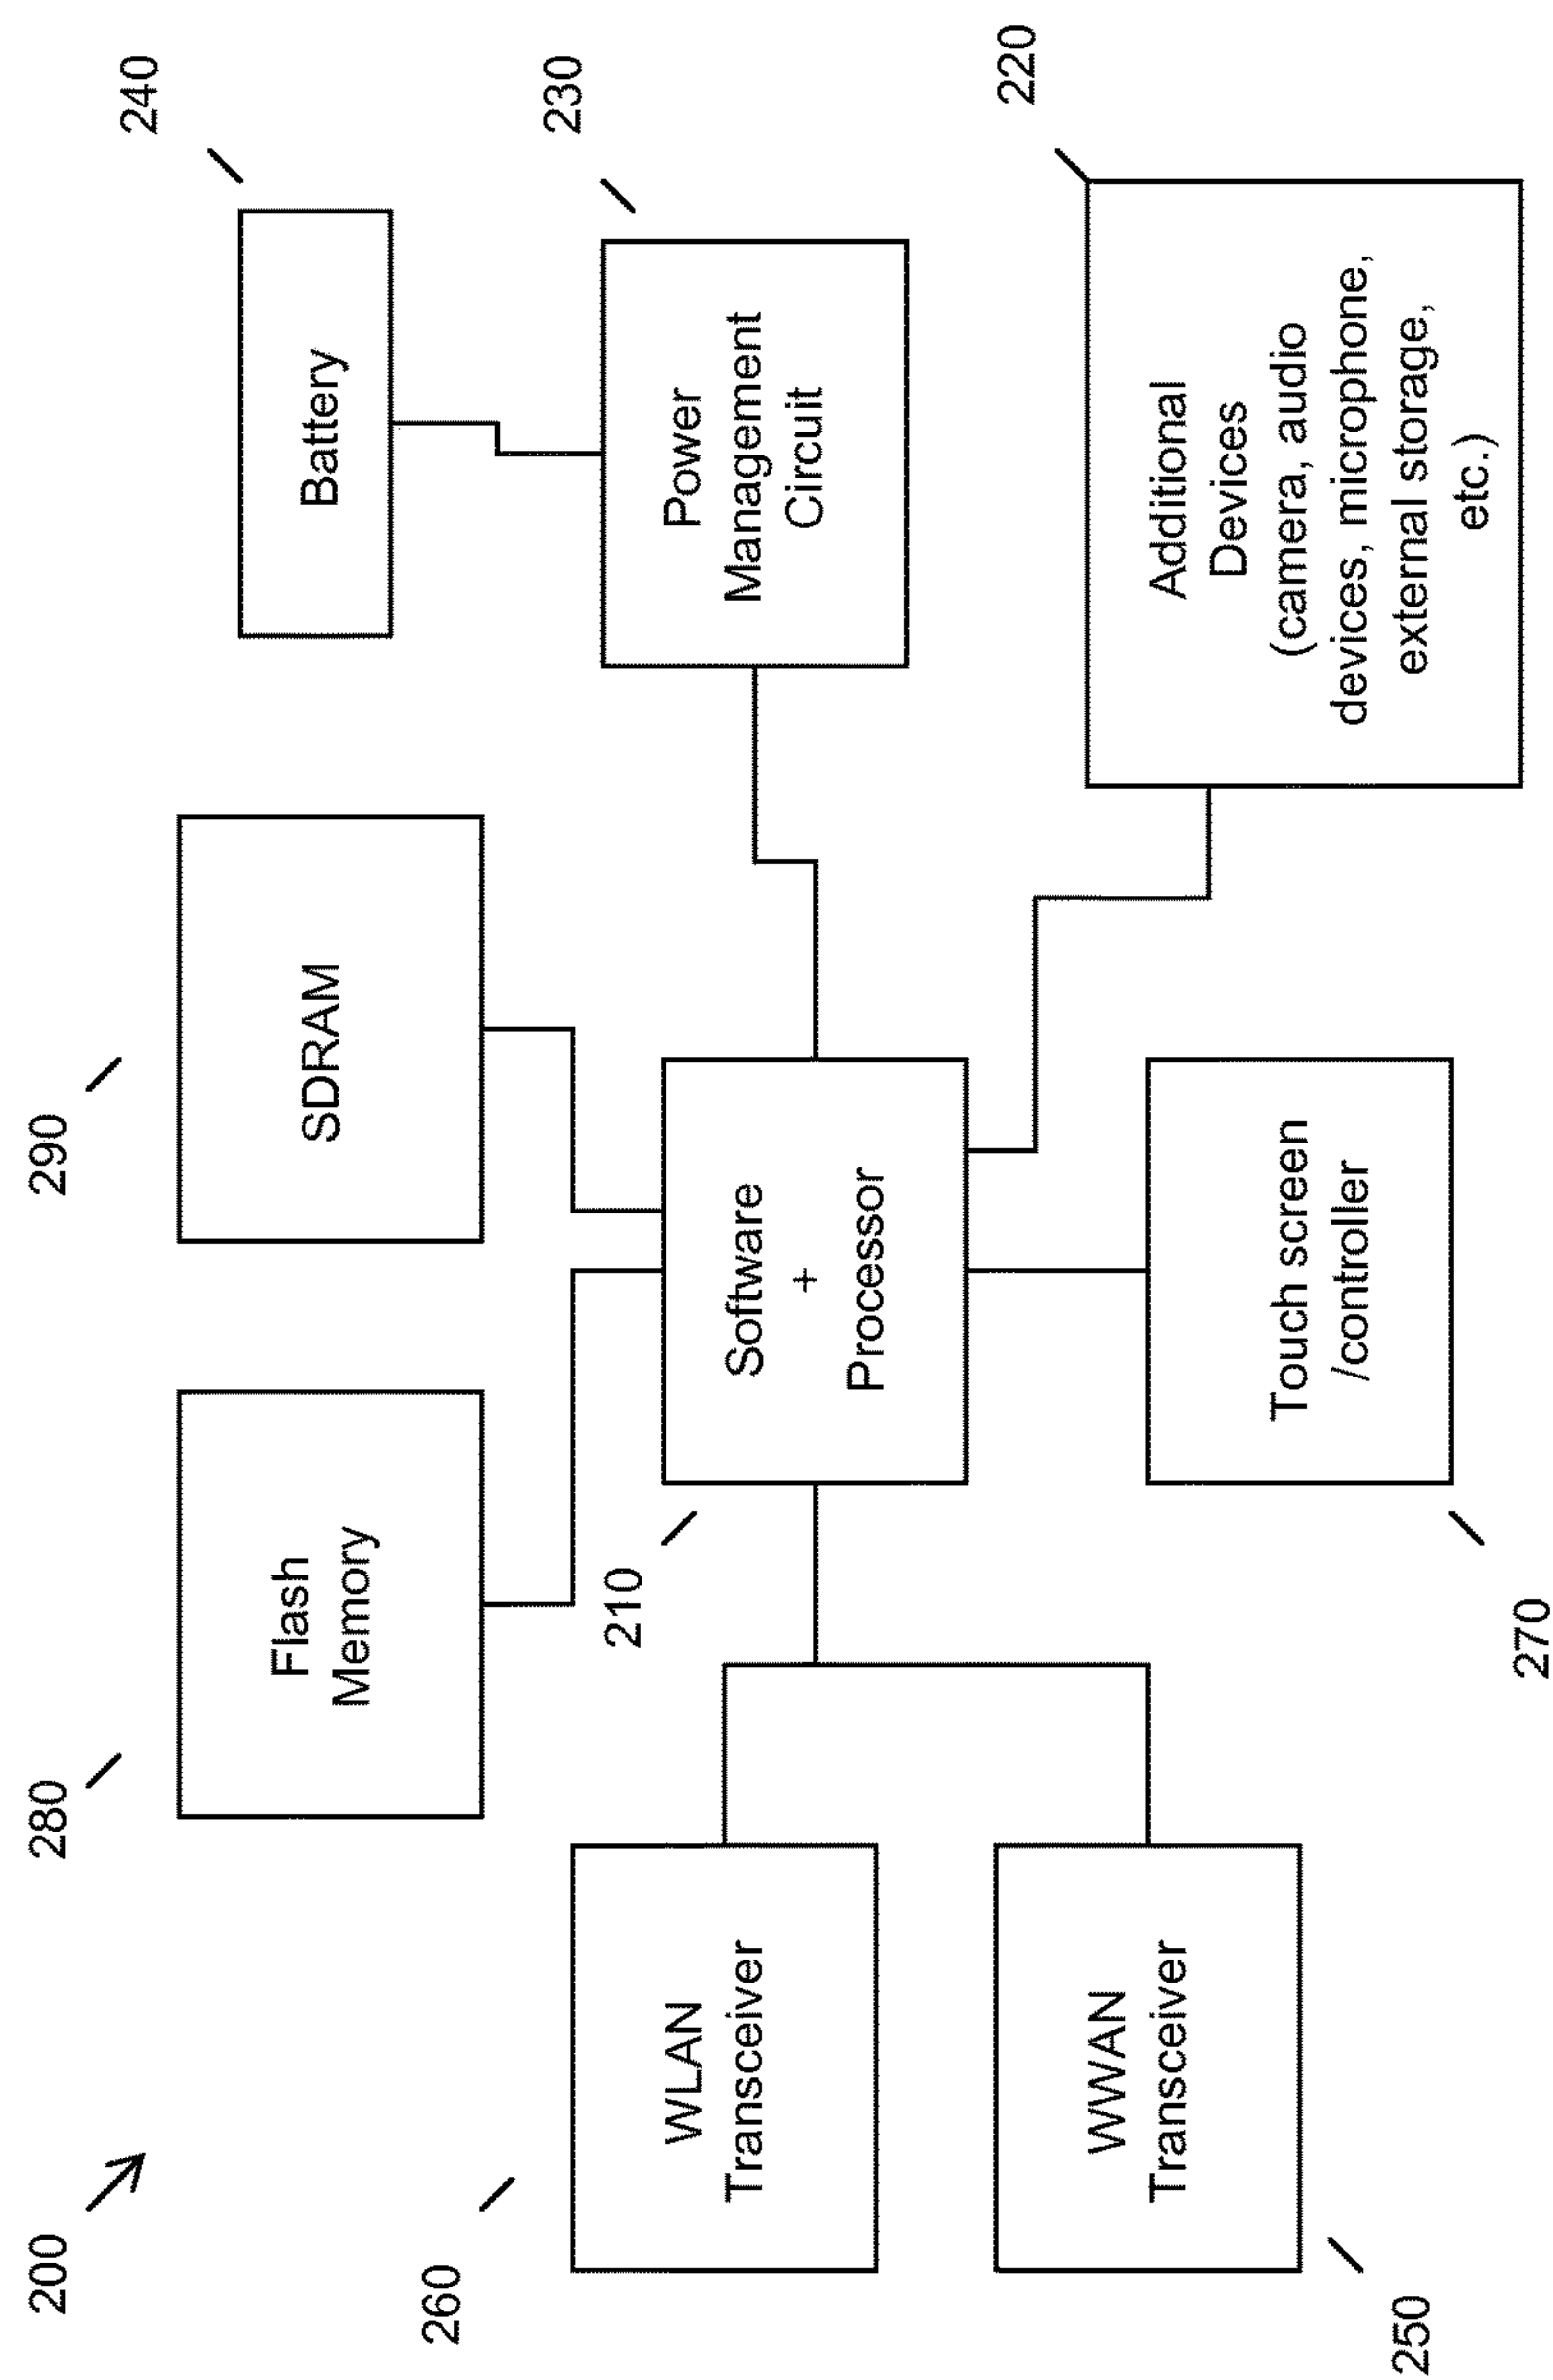 200
280
290
240
Flash
Memory
SDRAM
Battery
260
210
230
WLAN
Transceiver
Software
+
Processor
Power
Management
Circuit
220
WWAN
Transceiver
Touch screen
/controller
Additional
Devices
(camera, audio
devices, microphone,
external storage,
etc.)
250
270